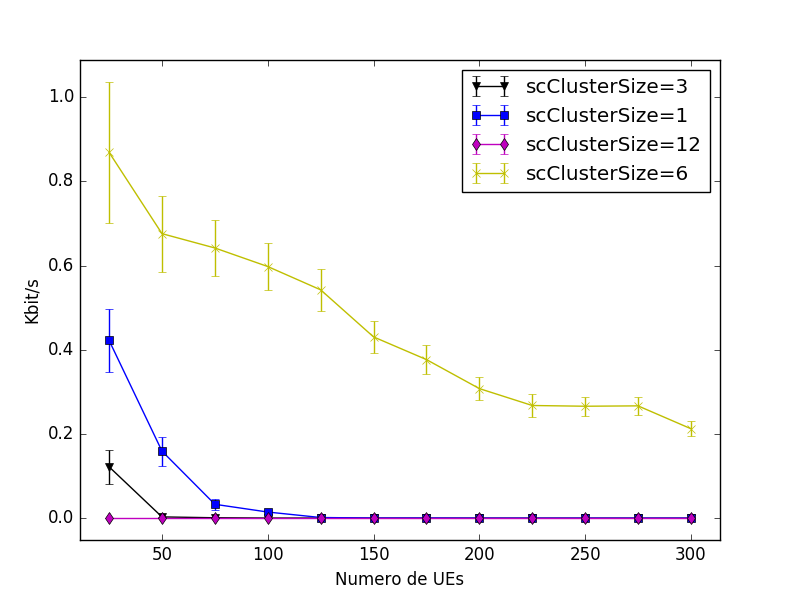 scClusterSize=3
scClusterSize=1
scClusterSize=12
scClusterSize=6
1.0
0.8
0.6
0.4
0.2
0.0
Kbit/s
50 100 150 200 250 300
Numero de UEs